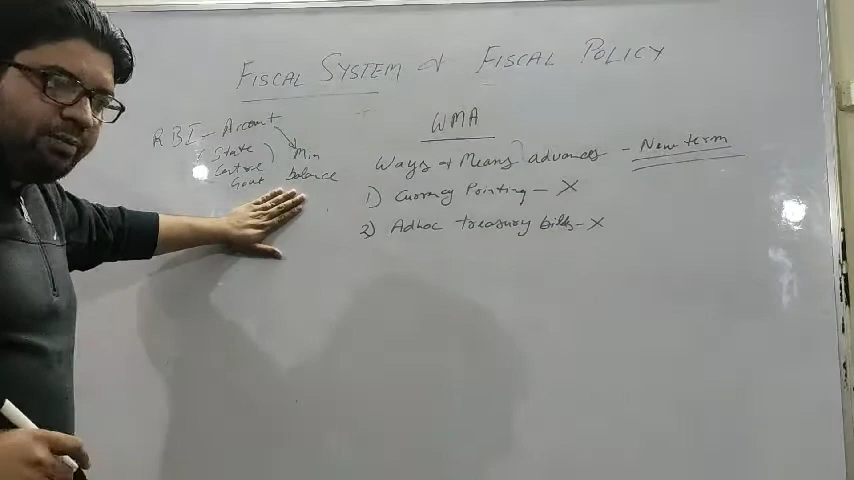 FISCAL SYSTEM & FISCAL POLICY
RBI - Account
State
Central
Govt
Min
balance
WMA
Ways & Means advances - New term
1) Currency Printing - X
2) Adhoc treasury bills - X